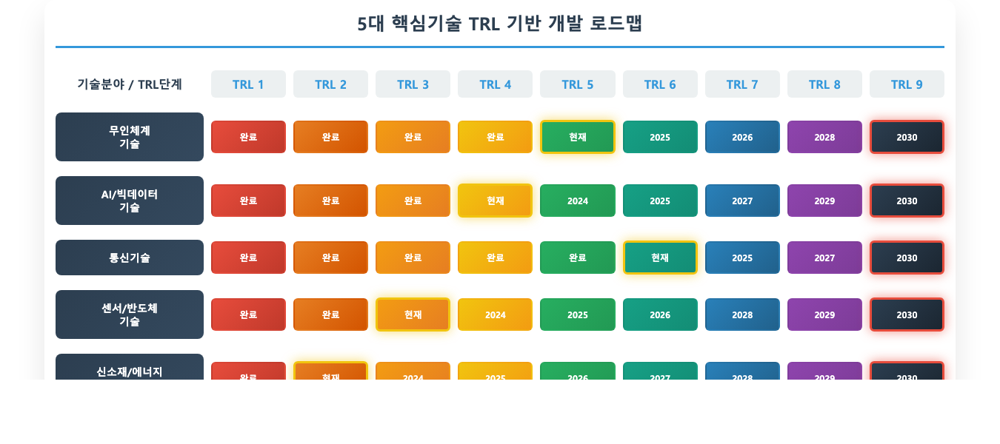 5대 핵심기술 TRL 기반 개발 로드맵
기술분야 / TRL단계 TRL 1 TRL 2 TRL 3 TRL 4 TRL 5 TRL 6 TRL 7 TRL 8 TRL 9
무인체계
기술
완료 완료 완료 완료 현재 2025 2026 2028 2030
AI/빅데이터
기술
완료 완료 완료 현재 2024 2025 2027 2029 2030
통신기술 완료 완료 완료 완료 완료 현재 2025 2027 2030
센서/반도체
기술
완료 완료 현재 2024 2025 2026 2028 2029 2030
신소재/에너지
완료 현재 2024 2025 2026 2027 2028 2029 2030